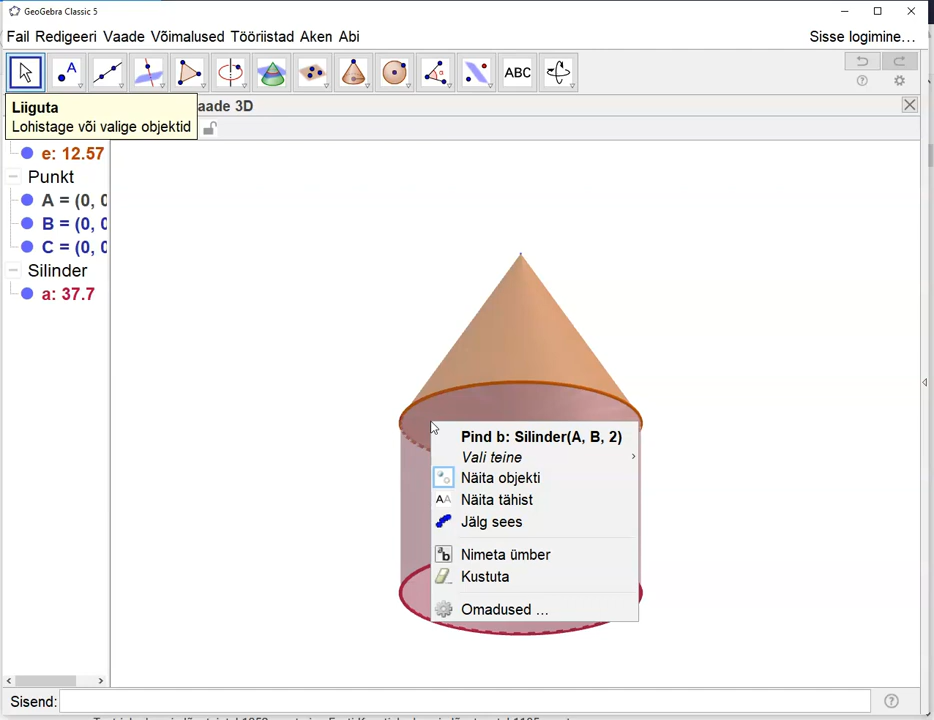 GeoGebra Classic 5
Fail Redigeeri Vaade Võimalused Tööriistad Aken Abi
Sisse logimine...
ABC
Liiguta
Lohistage või valige objektid
aade 3D
e: 12.57
Punkt
A = (0, 0
B = (0, 0
C = (0, 0
Silinder
a: 37.7
Pind b: Silinder(A, B, 2)
Vali teine
Näita objekti
AA Näita tähist
Jälg sees
ab Nimeta ümber
Kustuta
Omadused ...
Sisend: